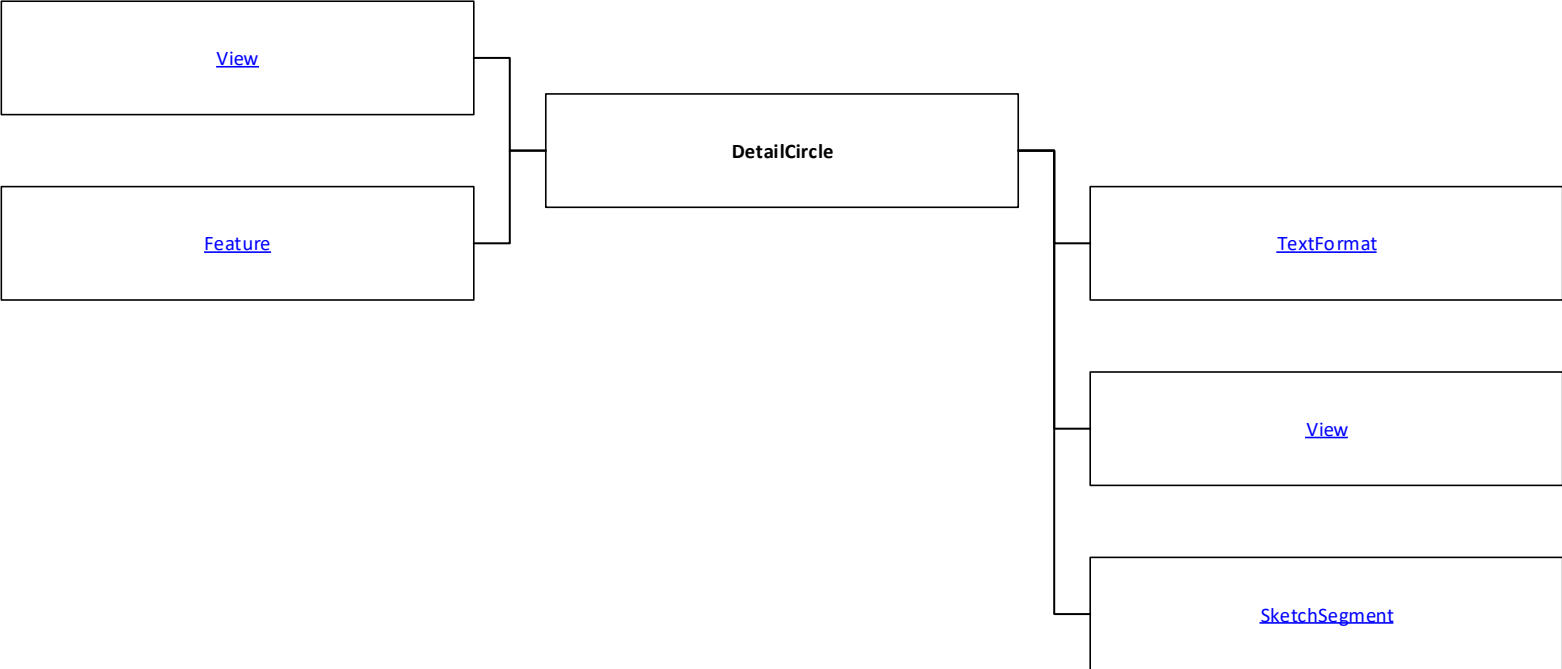 View
DetailCircle
Feature
TextFormat
View
SketchSegment